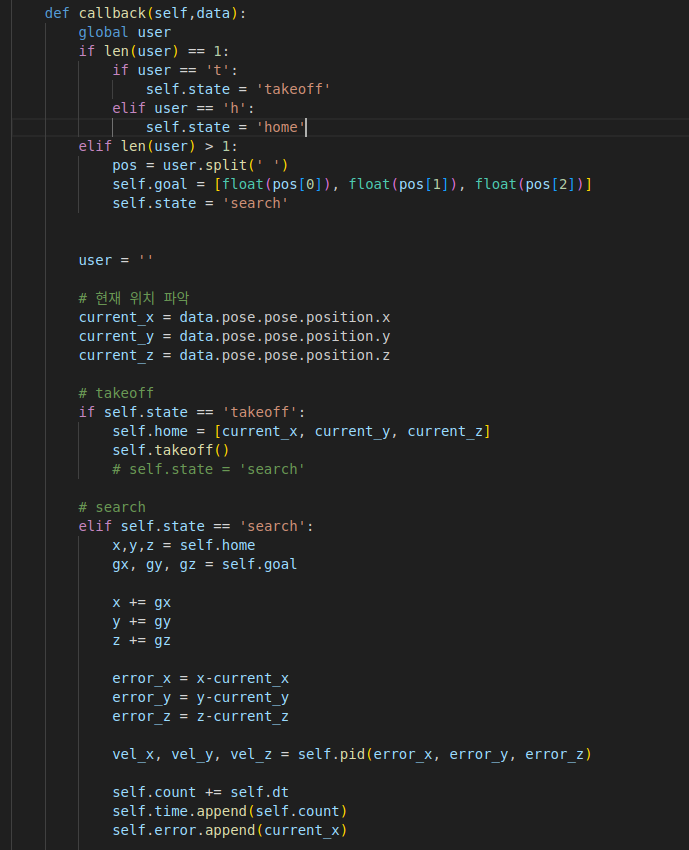 def callback(self,data):
    global user
    if len(user) == 1:
        if user == 't':
            self.state = 'takeoff'
        elif user == 'h':
            self.state = 'home'
    elif len(user) > 1:
        pos = user.split(' ')
        self.goal = [float(pos[0]), float(pos[1]), float(pos[2])]
        self.state = 'search'
    user = ''
    # 현재 위치 파악
    current_x = data.pose.pose.position.x
    current_y = data.pose.pose.position.y
    current_z = data.pose.pose.position.z
    # takeoff
    if self.state == 'takeoff':
        self.home = [current_x, current_y, current_z]
        self.takeoff()
        # self.state = 'search'
    # search
    elif self.state == 'search':
        x,y,z = self.home
        gx, gy, gz = self.goal
        x += gx
        y += gy
        z += gz
        error_x = x-current_x
        error_y = y-current_y
        error_z = z-current_z
        vel_x, vel_y, vel_z = self.pid(error_x, error_y, error_z)
        self.count += self.dt
        self.time.append(self.count)
        self.error.append(current_x)